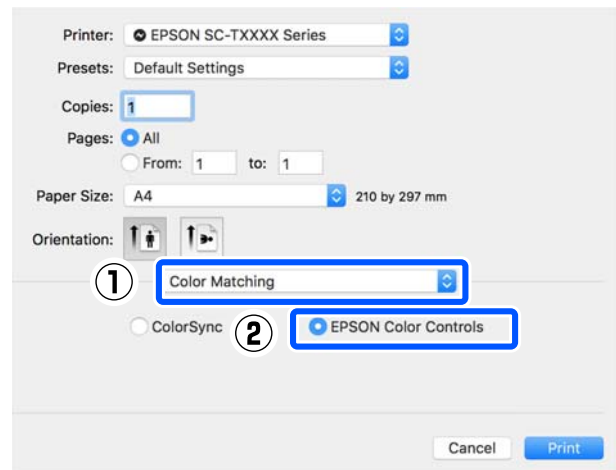 Printer: EPSON SC-TXXXX Series
Presets: Default Settings
Copies: 1
Pages: All
From: 1 to: 1
Paper Size: A4 210 by 297 mm
Orientation:
① Color Matching
ColorSync ② EPSON Color Controls
Cancel Print